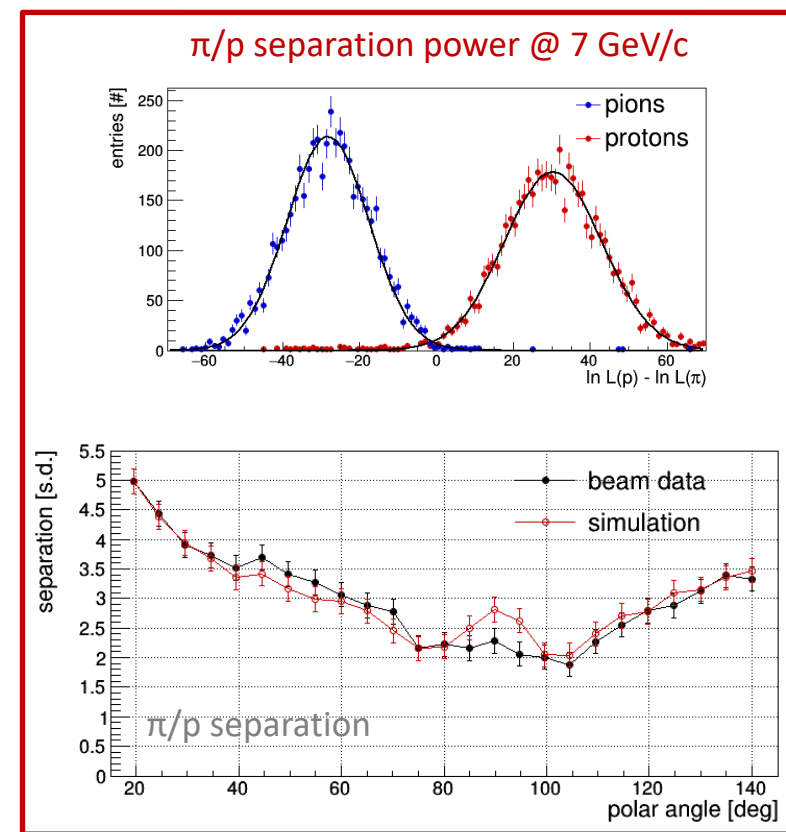 π/p separation power @ 7 GeV/c
entries [#]
250
200
150
100
50
0
pions
protons
−60 −40 −20 0 20 40 60
ln L(p) - ln L(π)
separation [s.d.]
5.5
5
4.5
4
3.5
3
2.5
2
1.5
1
0.5
0
beam data
simulation
π/p separation
20 40 60 80 100 120 140
polar angle [deg]